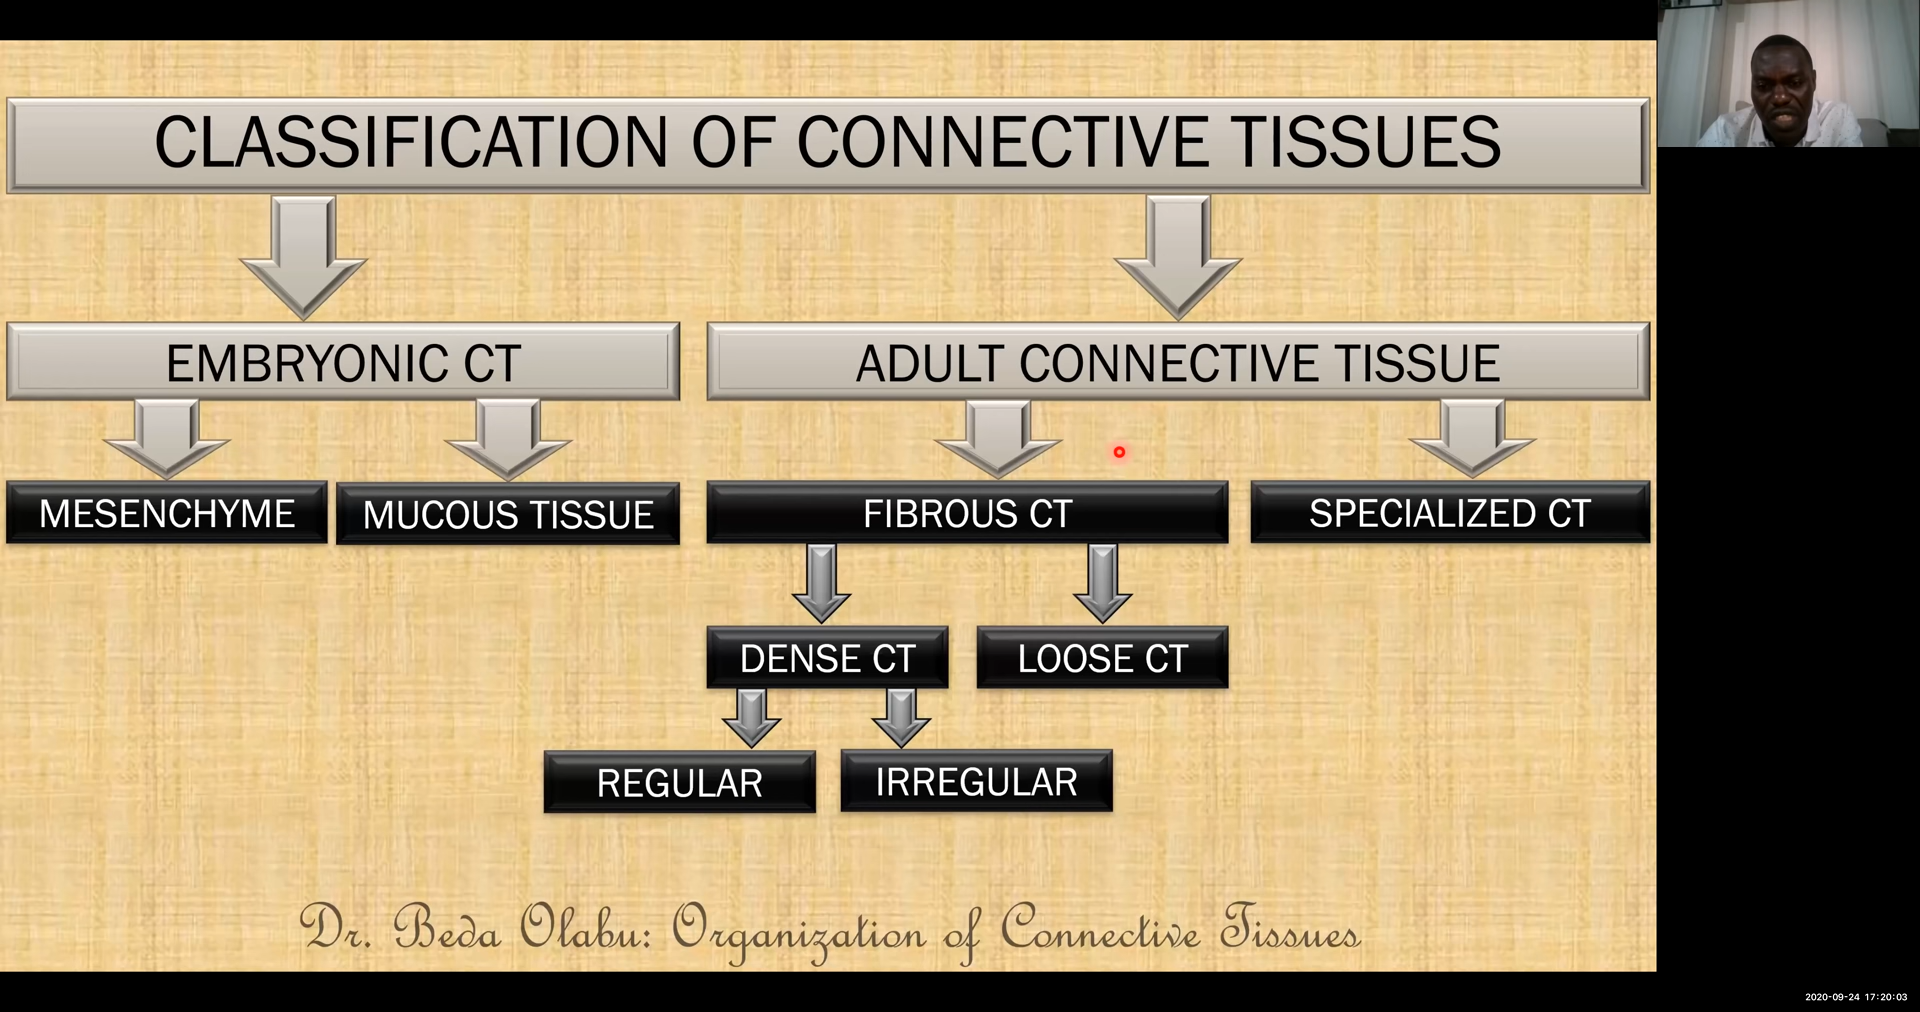 CLASSIFICATION OF CONNECTIVE TISSUES
EMBRYONIC CT
ADULT CONNECTIVE TISSUE
MESENCHYME
MUCOUS TISSUE
FIBROUS CT
SPECIALIZED CT
DENSE CT
LOOSE CT
REGULAR
IRREGULAR
Dr. Beda Olabu: Organization of Connective Tissues
2020-09-24 17:20:03